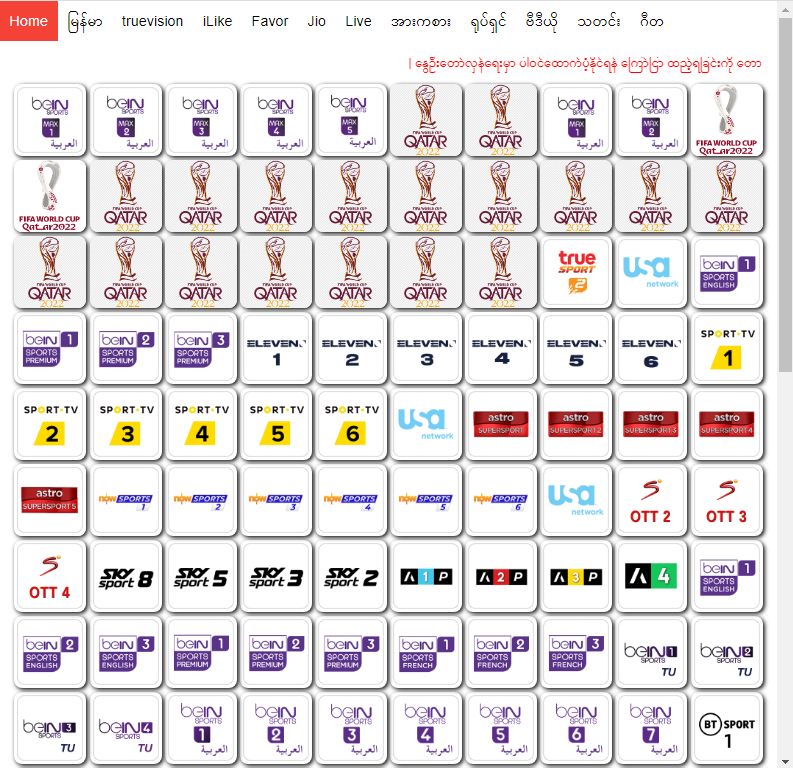 Home မြန်မာ truevision iLike Favor Jio Live အားကစား ရုပ်ရှင် ဗီဒီယို သတင်း ဂီတ
| နွေဦးတော်လှန်ရေးမှာ ပါဝင်ထောက်ပံ့နိုင်ရန် ကြော်ငြာ ထည့်ရခြင်းကို တော
beIN SPORTS MAX 1 العربية beIN SPORTS MAX 2 العربية beIN SPORTS MAX 3 العربية beIN SPORTS MAX 4 العربية beIN SPORTS MAX 5 العربية FIFA WORLD CUP QATAR 2022 FIFA WORLD CUP QATAR 2022 beIN SPORTS MAX 1 العربية beIN SPORTS MAX 2 العربية FIFA WORLD CUP Qatar2022
FIFA WORLD CUP Qatar2022 FIFA WORLD CUP QATAR 2022 FIFA WORLD CUP QATAR 2022 FIFA WORLD CUP QATAR 2022 FIFA WORLD CUP QATAR 2022 FIFA WORLD CUP QATAR 2022 FIFA WORLD CUP QATAR 2022 FIFA WORLD CUP QATAR 2022 FIFA WORLD CUP QATAR 2022 FIFA WORLD CUP QATAR 2022
FIFA WORLD CUP QATAR 2022 FIFA WORLD CUP QATAR 2022 FIFA WORLD CUP QATAR 2022 FIFA WORLD CUP QATAR 2022 FIFA WORLD CUP QATAR 2022 FIFA WORLD CUP QATAR 2022 FIFA WORLD CUP QATAR 2022 true SPORT 2 usa network beIN 1 SPORTS ENGLISH
beIN 1 SPORTS PREMIUM beIN 2 SPORTS PREMIUM beIN 3 SPORTS PREMIUM ELEVEN 1 ELEVEN 2 ELEVEN 3 ELEVEN 4 ELEVEN 5 ELEVEN 6 SPORT•TV 1
SPORT•TV 2 SPORT•TV 3 SPORT•TV 4 SPORT•TV 5 SPORT•TV 6 usa network astro SUPERSPORT astro SUPERSPORT 2 astro SUPERSPORT 3 astro SUPERSPORT 4
astro SUPERSPORT 5 now SPORTS 1 now SPORTS 2 now SPORTS 3 now SPORTS 4 now SPORTS 5 now SPORTS 6 usa network S OTT 2 S OTT 3
S OTT 4 SKY sport 8 SKY sport 5 SKY sport 3 SKY sport 2 A 1 P A 2 P A 3 P A 4 beIN 1 SPORTS ENGLISH
beIN 2 SPORTS ENGLISH beIN 3 SPORTS ENGLISH beIN 1 SPORTS PREMIUM beIN 2 SPORTS PREMIUM beIN 3 SPORTS PREMIUM beIN 1 SPORTS FRENCH beIN 2 SPORTS FRENCH beIN 3 SPORTS FRENCH beIN 1 SPORTS TU beIN 2 SPORTS TU
beIN 3 SPORTS TU beIN 4 SPORTS TU beIN SPORTS 1 العربية beIN SPORTS 2 العربية beIN SPORTS 3 العربية beIN SPORTS 4 العربية beIN SPORTS 5 العربية beIN SPORTS 6 العربية beIN SPORTS 7 العربية BT SPORT 1